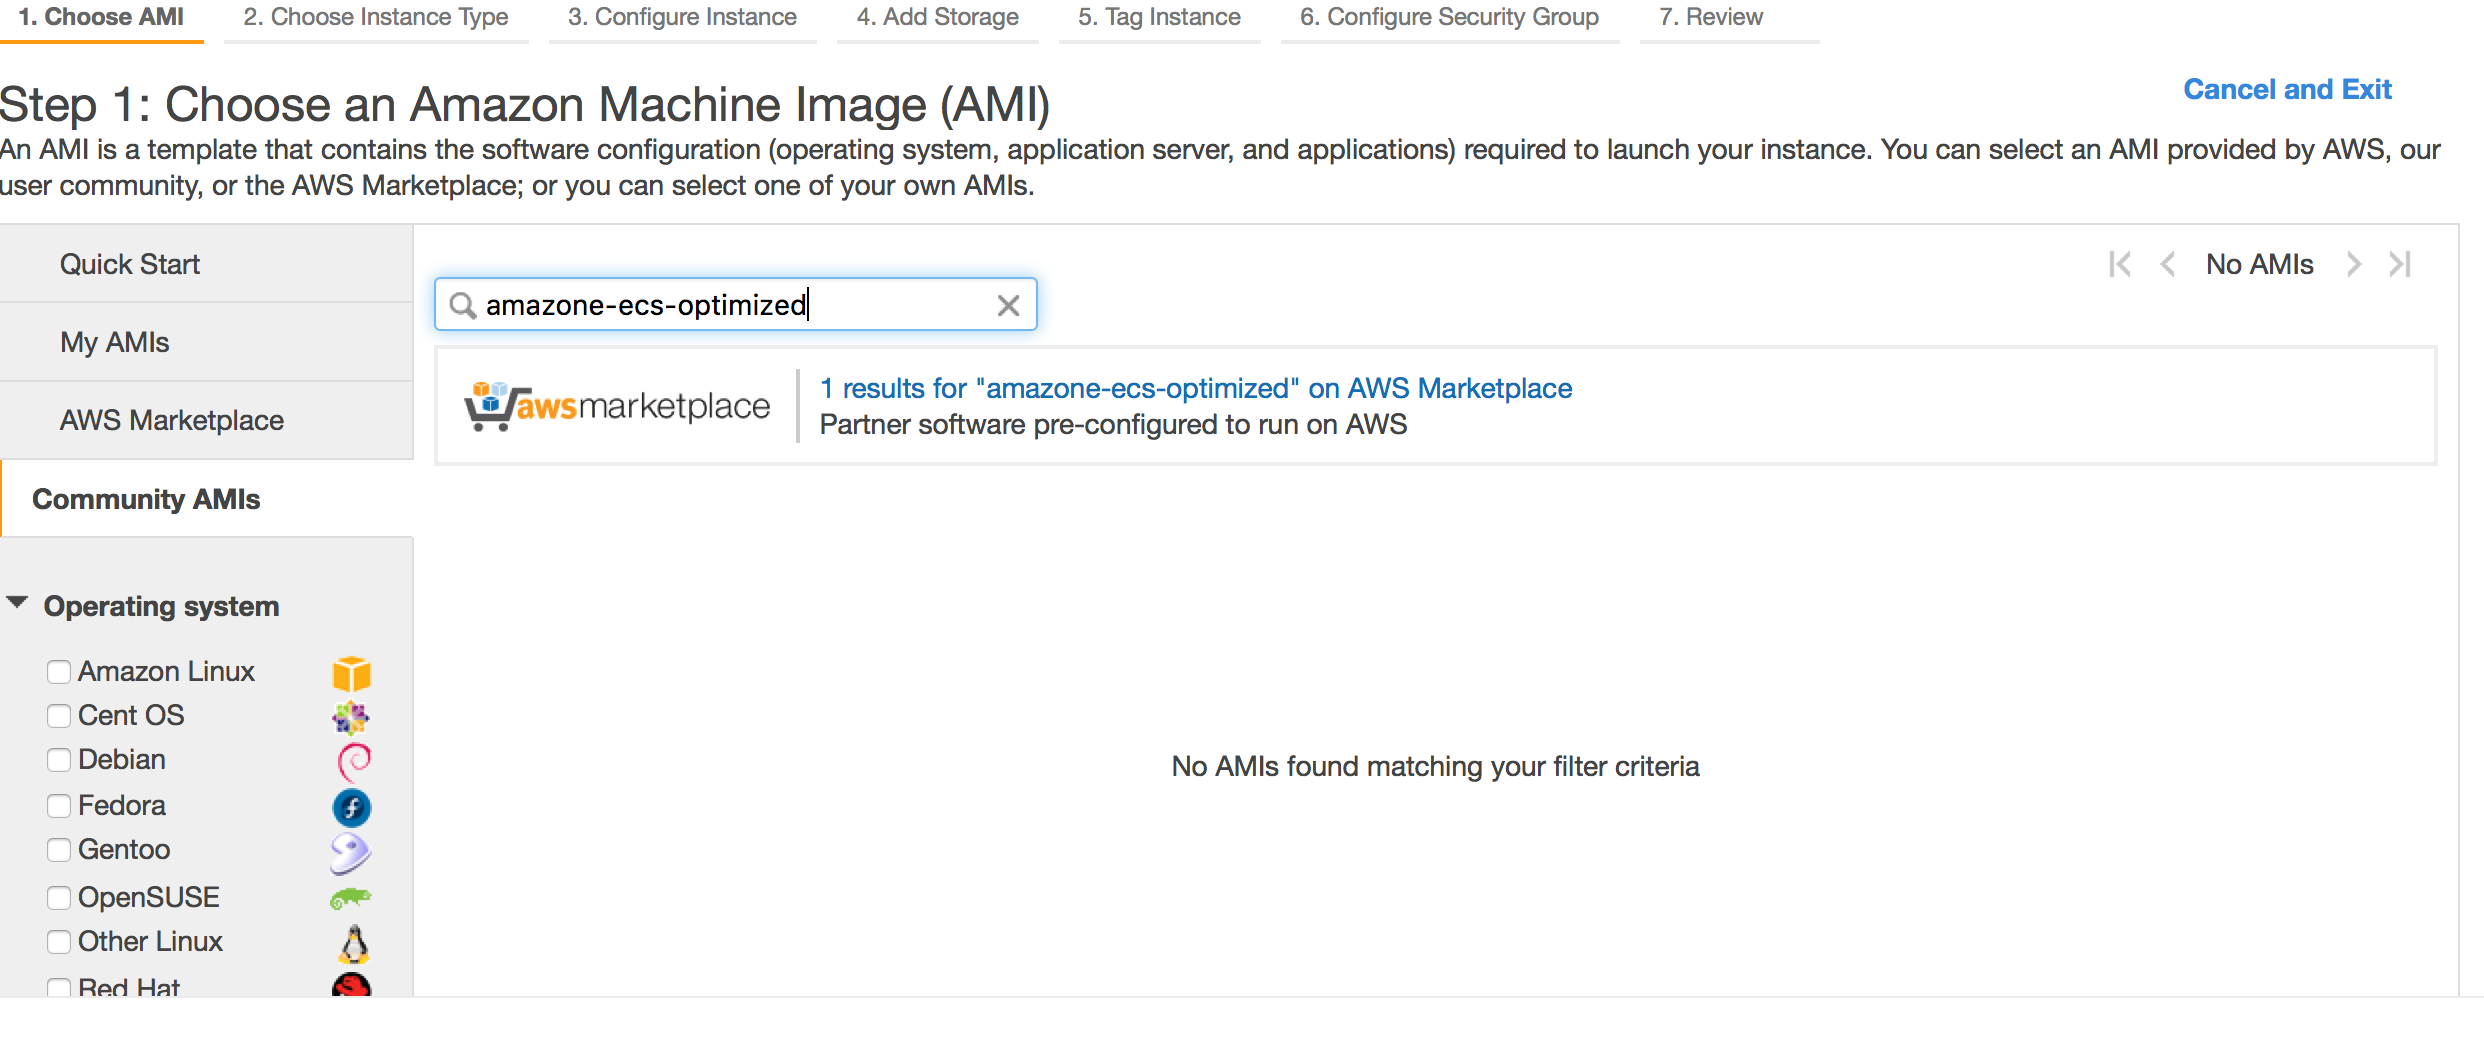 1. Choose AMI 2. Choose Instance Type 3. Configure Instance 4. Add Storage 5. Tag Instance 6. Configure Security Group 7. Review
Step 1: Choose an Amazon Machine Image (AMI)
Cancel and Exit
An AMI is a template that contains the software configuration (operating system, application server, and applications) required to launch your instance. You can select an AMI provided by AWS, our
user community, or the AWS Marketplace; or you can select one of your own AMIs.
Quick Start
My AMIs
AWS Marketplace
Community AMIs
Operating system
Amazon Linux
Cent OS
Debian
Fedora
Gentoo
OpenSUSE
Other Linux
Red Hat
No AMIs
amazone-ecs-optimized
awsmarketplace
1 results for "amazone-ecs-optimized" on AWS Marketplace
Partner software pre-configured to run on AWS
No AMIs found matching your filter criteria